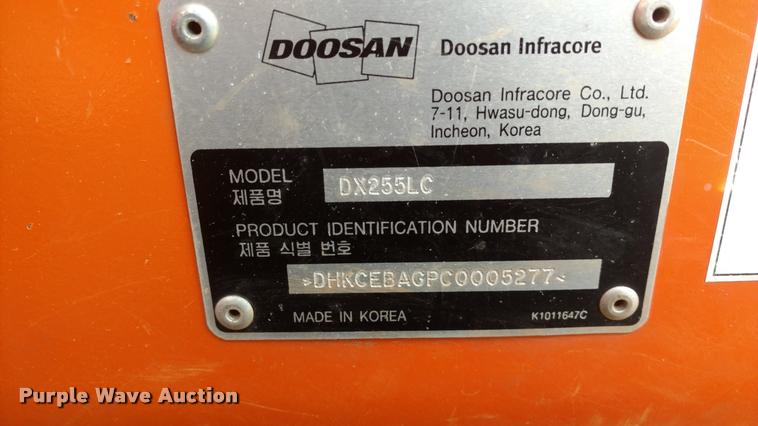 DOOSAN
Doosan Infracore
Doosan Infracore Co., Ltd.
7-11, Hwasu-dong, Dong-gu,
Incheon, Korea
MODEL
제품명
DX255LC
PRODUCT IDENTIFICATION NUMBER
제품 식별 번호
>DHKCEBAGPC0005277<
MADE IN KOREA
K1011647C
Purple Wave Auction